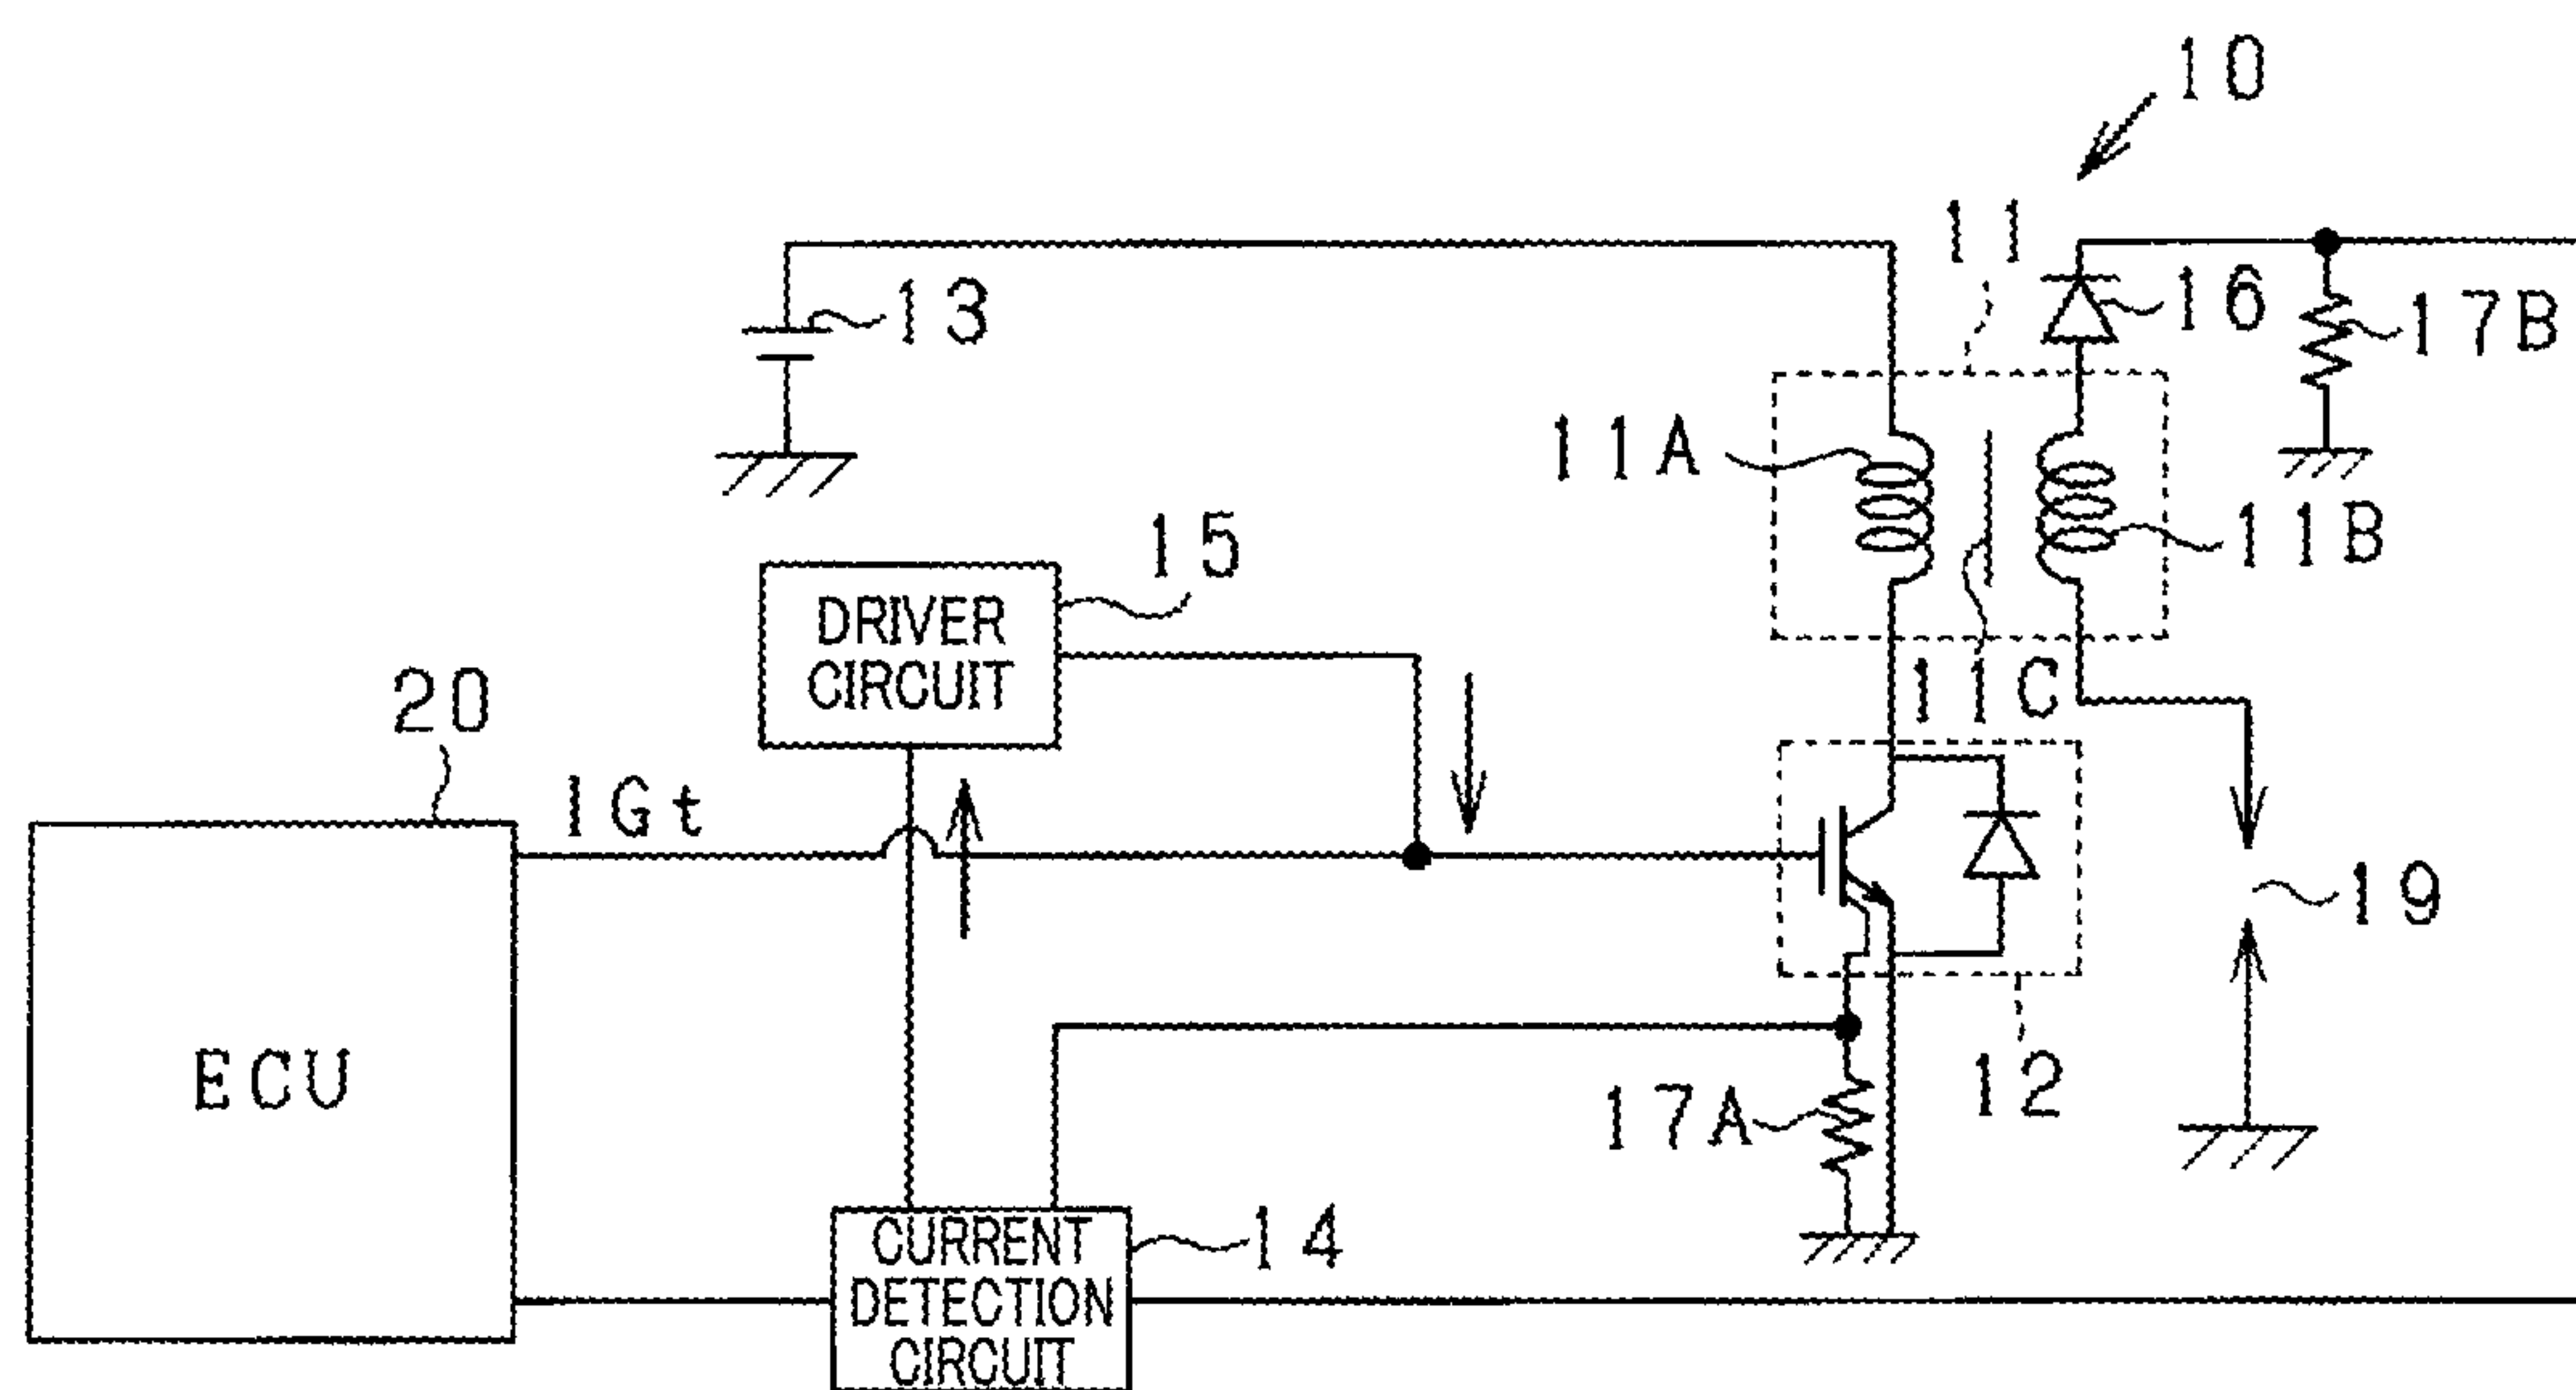 10
11
13
16
17B
11A
11B
15
DRIVER
CIRCUIT
11C
20
IGt
19
ECU
12
17A
14
CURRENT
DETECTION
CIRCUIT